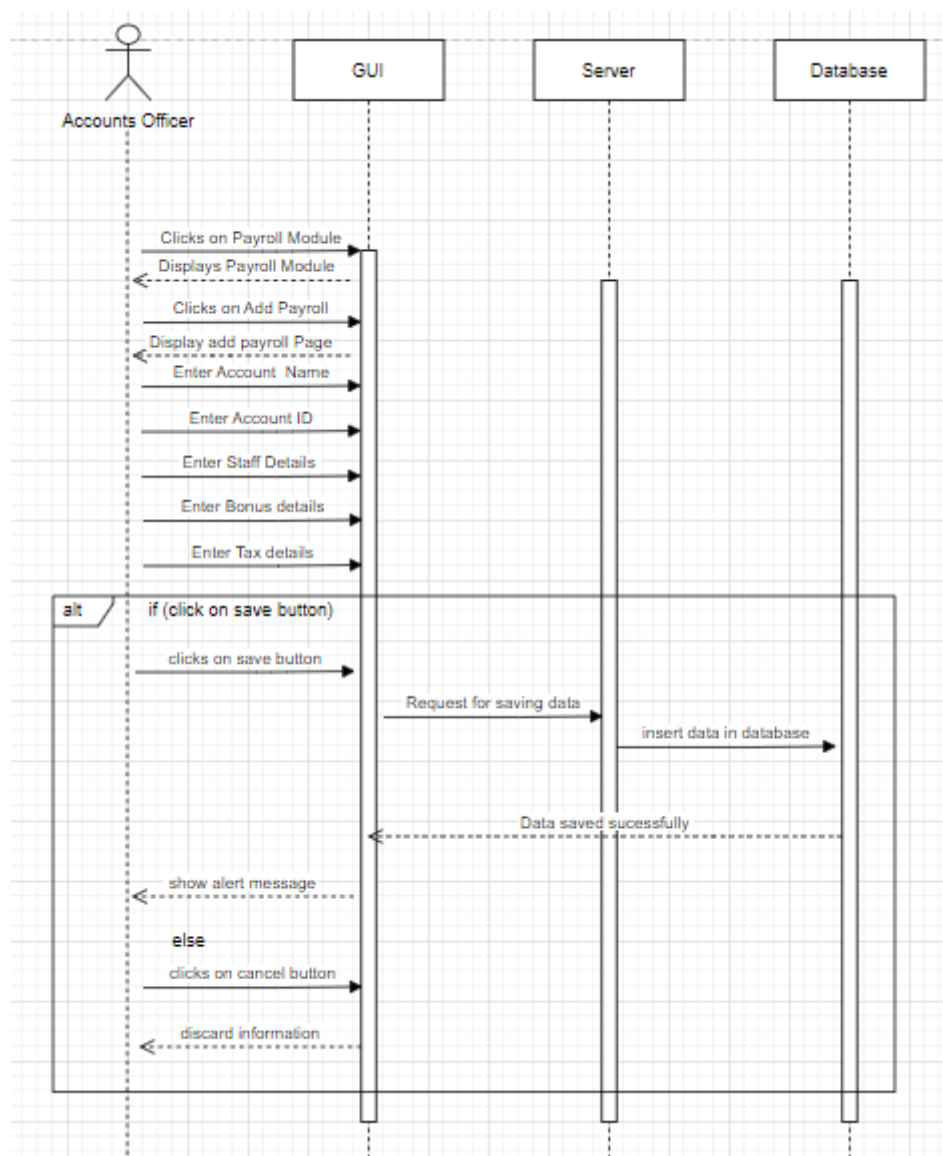 GUI
Server
Database
Accounts Officer
Clicks on Payroll Module
Displays Payroll Module
Clicks on Add Payroll
Display add payroll Page
Enter Account Name
Enter Account ID
Enter Staff Details
Enter Bonus details
Enter Tax details
alt
if (click on save button)
clicks on save button
Request for saving data
insert data in database
Data saved sucessfully
show alert message
else
clicks on cancel button
discard information